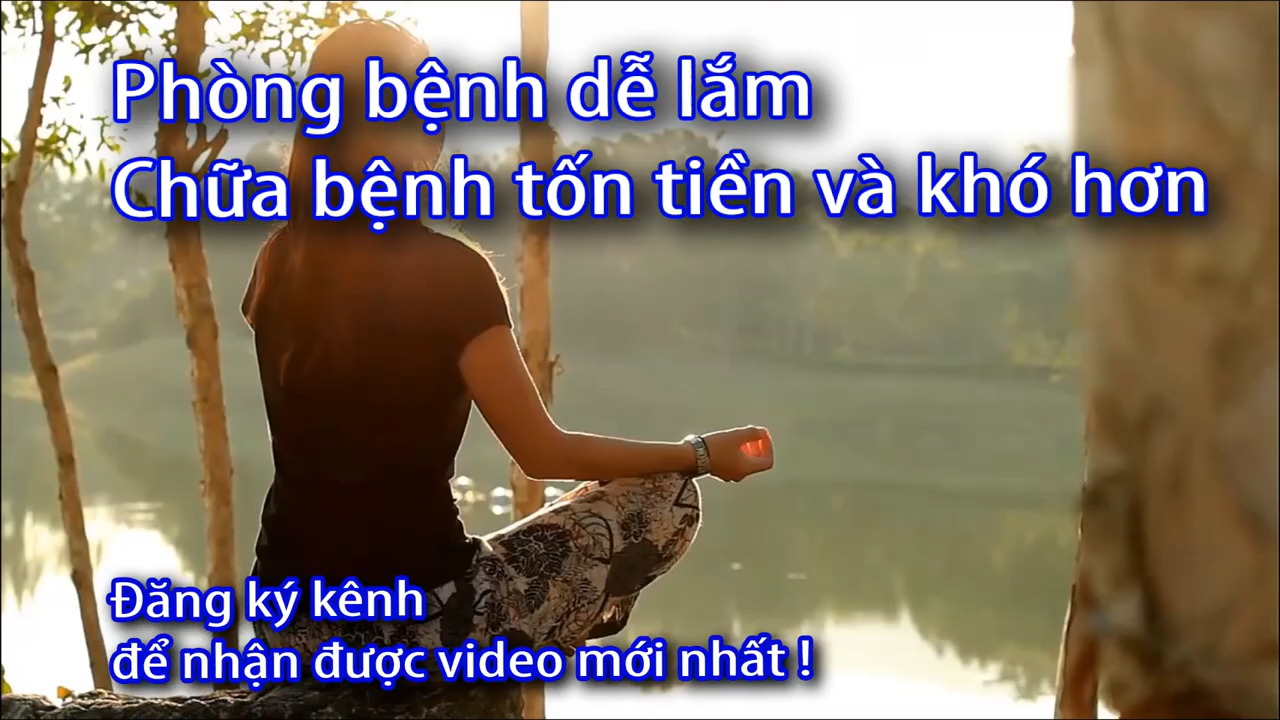 Phòng bệnh dễ lắm
Chữa bệnh tốn tiền và khó hơn
Đăng ký kênh
để nhận được video mới nhất !